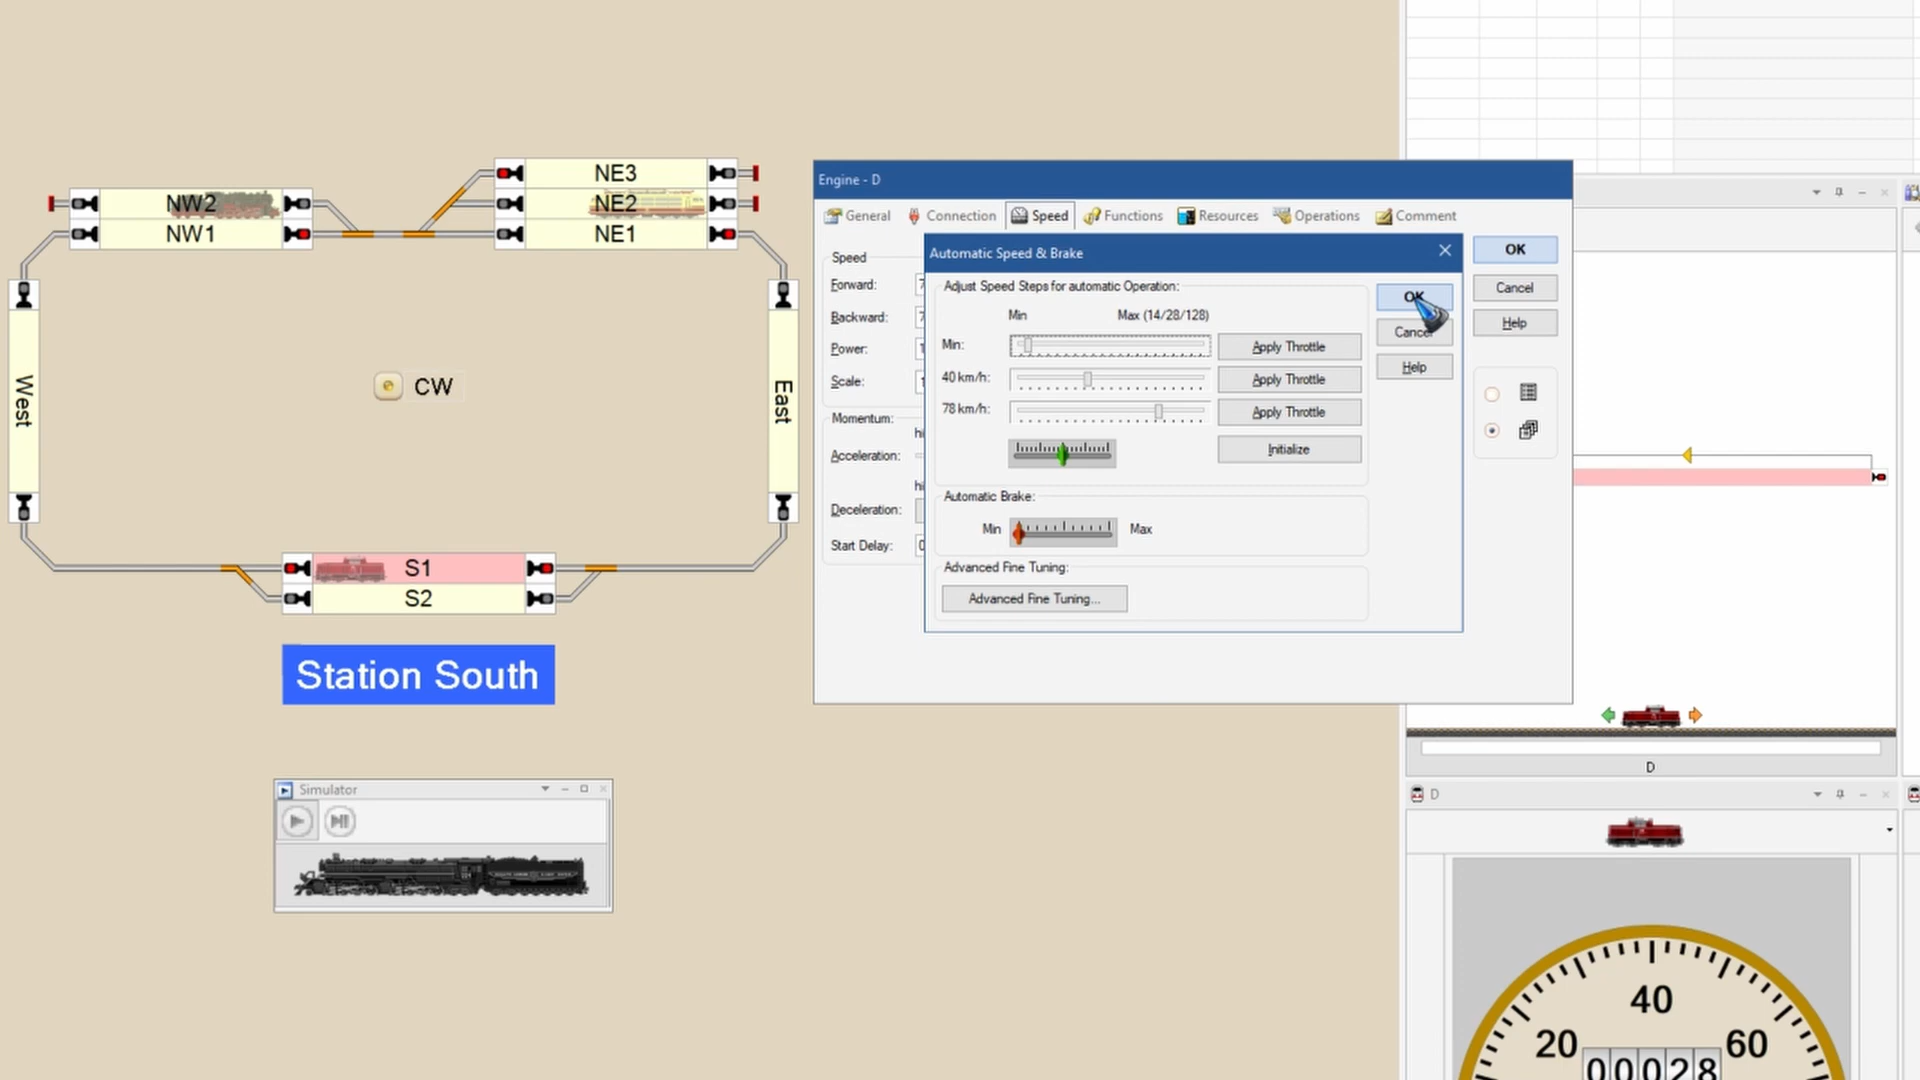 NE3
NW2
NE2
NW1
NE1
West
CW
East
S1
S2
Station South
Simulator
Engine - D
General
Connection
Speed
Functions
Resources
Operations
Comment
OK
Cancel
Help
Speed
Forward:
Backward:
Power:
Scale:
Momentum:
Acceleration:
Deceleration:
Start Delay:
Automatic Speed & Brake
Adjust Speed Steps for automatic Operation:
Min
Max (14/28/128)
Min:
Apply Throttle
40 km/h:
Apply Throttle
78 km/h:
Apply Throttle
Initialize
OK
Cancel
Help
Automatic Brake:
Min
Max
Advanced Fine Tuning:
Advanced Fine Tuning...
D
D
40
20
60
00028